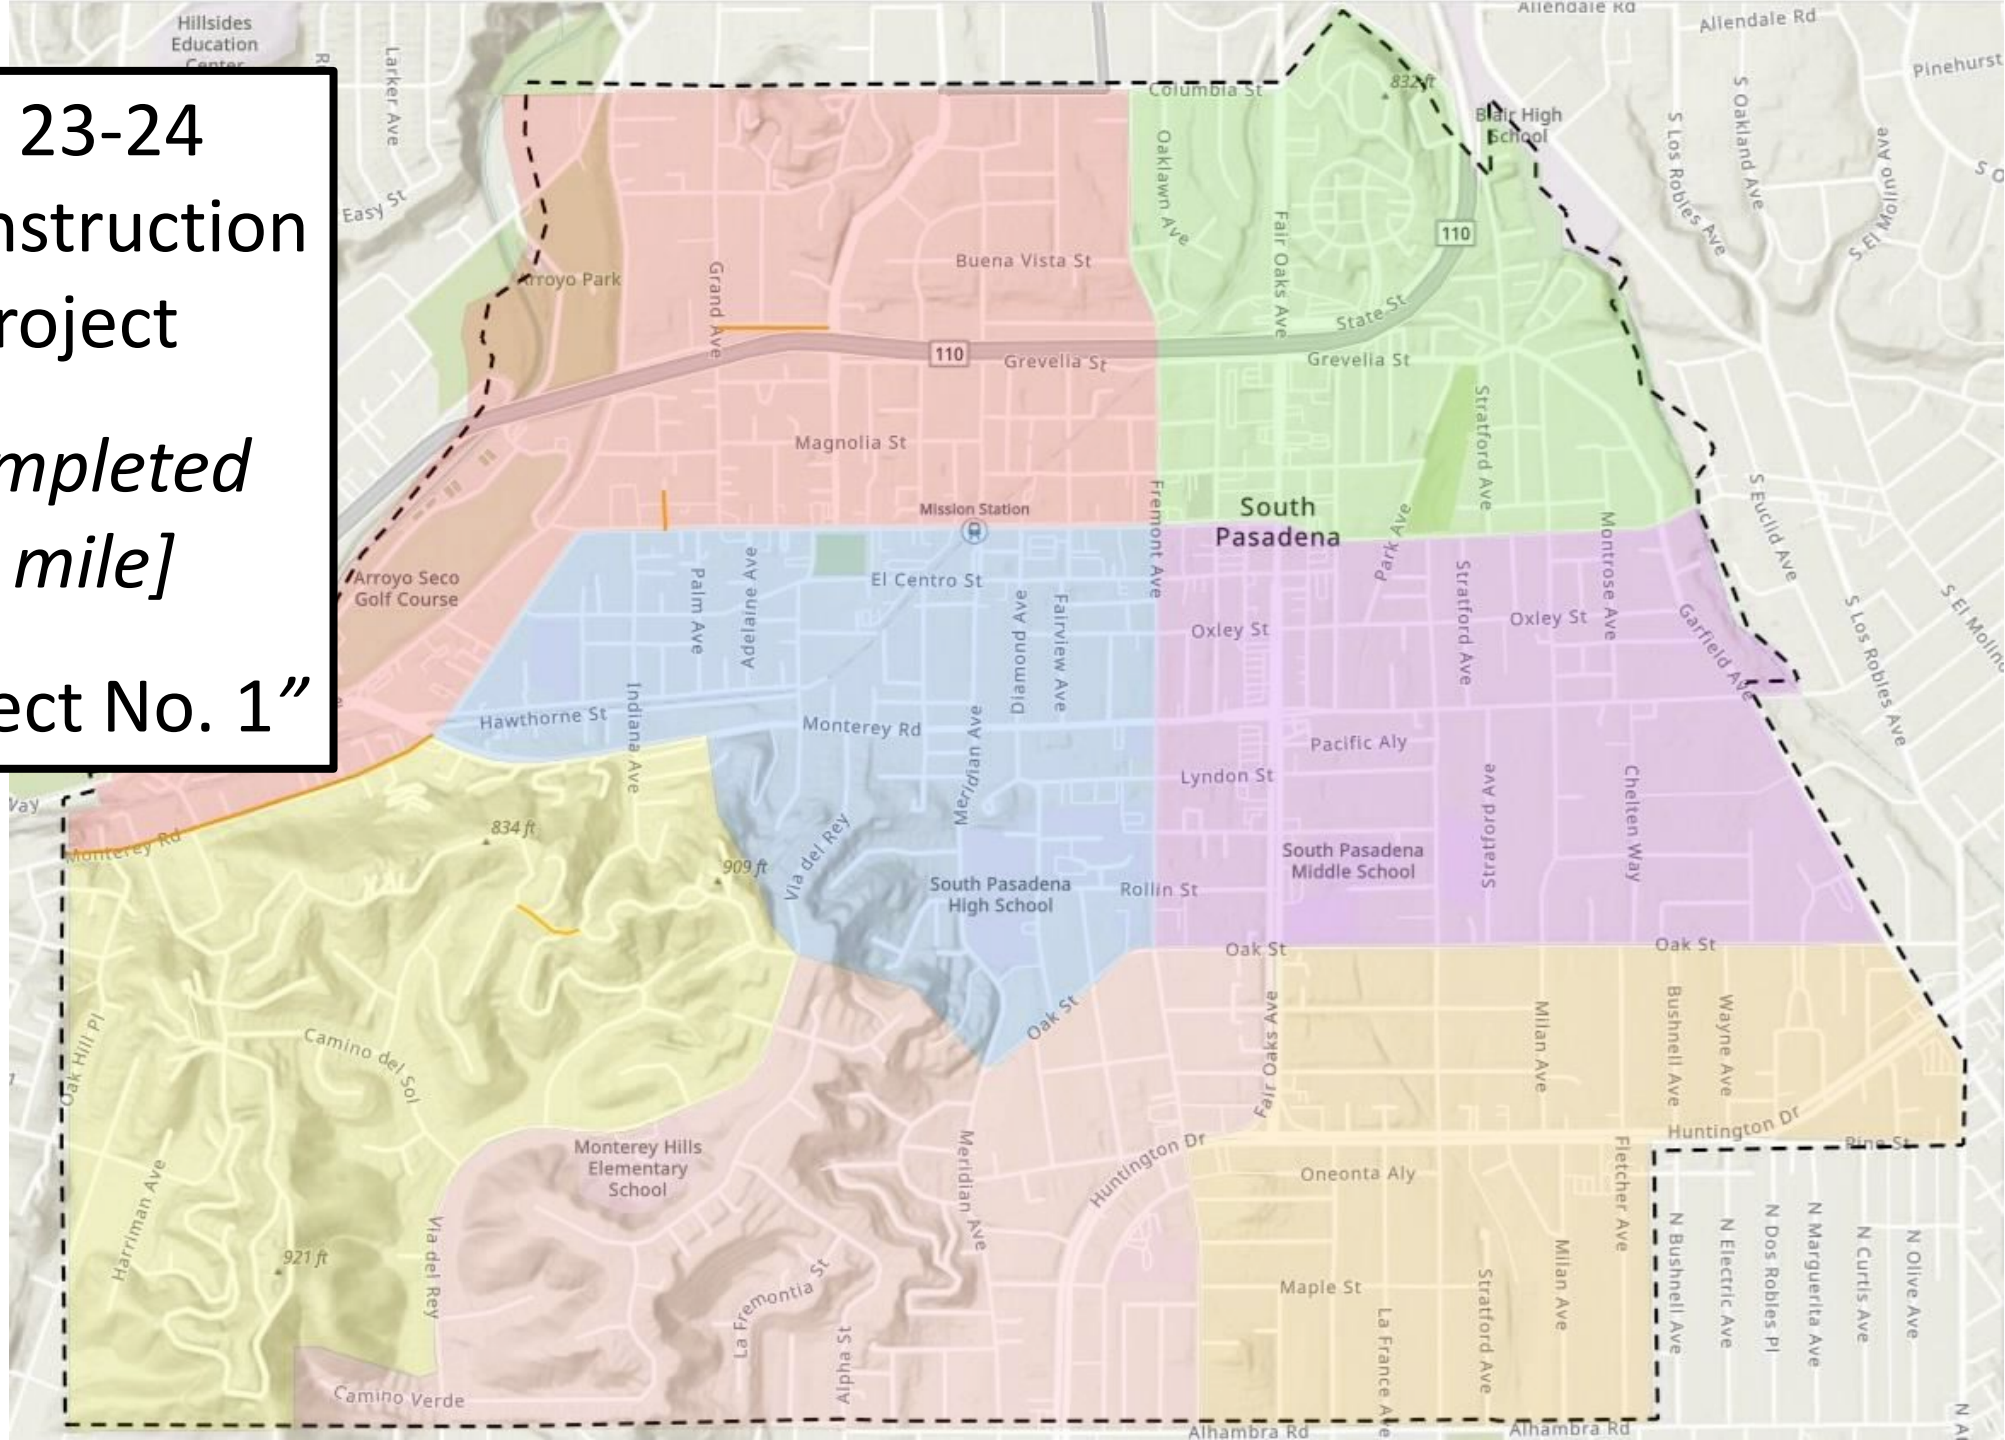 23-24
nstruction
roject
mpleted
mile]
ect No. 1”
Hillsides
Education
Center
Larker Ave
Easy St
Allendale Rd
Allendale Rd
Pinehurst
Columbia St
832 ft
Blair High
School
S Oakland Ave
S Los Robles Ave
S El Molino Ave
Oaklawn Ave
Fair Oaks Ave
110
Arroyo Park
Grand Ave
Buena Vista St
State St
110
Grevelia St
Grevelia St
Magnolia St
Stratford Ave
Mission Station
Fremont Ave
South
Pasadena
Park Ave
Montrose Ave
S Euclid Ave
Arroyo Seco
Golf Course
Palm Ave
Adelaine Ave
El Centro St
Diamond Ave
Fairview Ave
Oxley St
Stratford Ave
Oxley St
Garfield Ave
S Los Robles Ave
S El Molino
Hawthorne St
Indiana Ave
Monterey Rd
Meridian Ave
Pacific Aly
Lyndon St
Stratford Ave
Chelten Way
Way
Monterey Rd
834 ft
909 ft
Via del Rey
South Pasadena
High School
Rollin St
South Pasadena
Middle School
Oak St
Oak St
Oak St
Oak Hill Pl
Camino del Sol
Fair Oaks Ave
Milan Ave
Bushnell Ave
Wayne Ave
Huntington Dr
Pine St
Monterey Hills
Elementary
School
Meridian Ave
Huntington Dr
Oneonta Aly
Fletcher Ave
Harriman Ave
921 ft
Via del Rey
La Fremontia St
Alpha St
Maple St
La France Ave
Stratford Ave
Milan Ave
N Bushnell Ave
N Electric Ave
N Dos Robles Pl
N Marguerita Ave
N Curtis Ave
N Olive Ave
Camino Verde
Alhambra Rd
Alhambra Rd